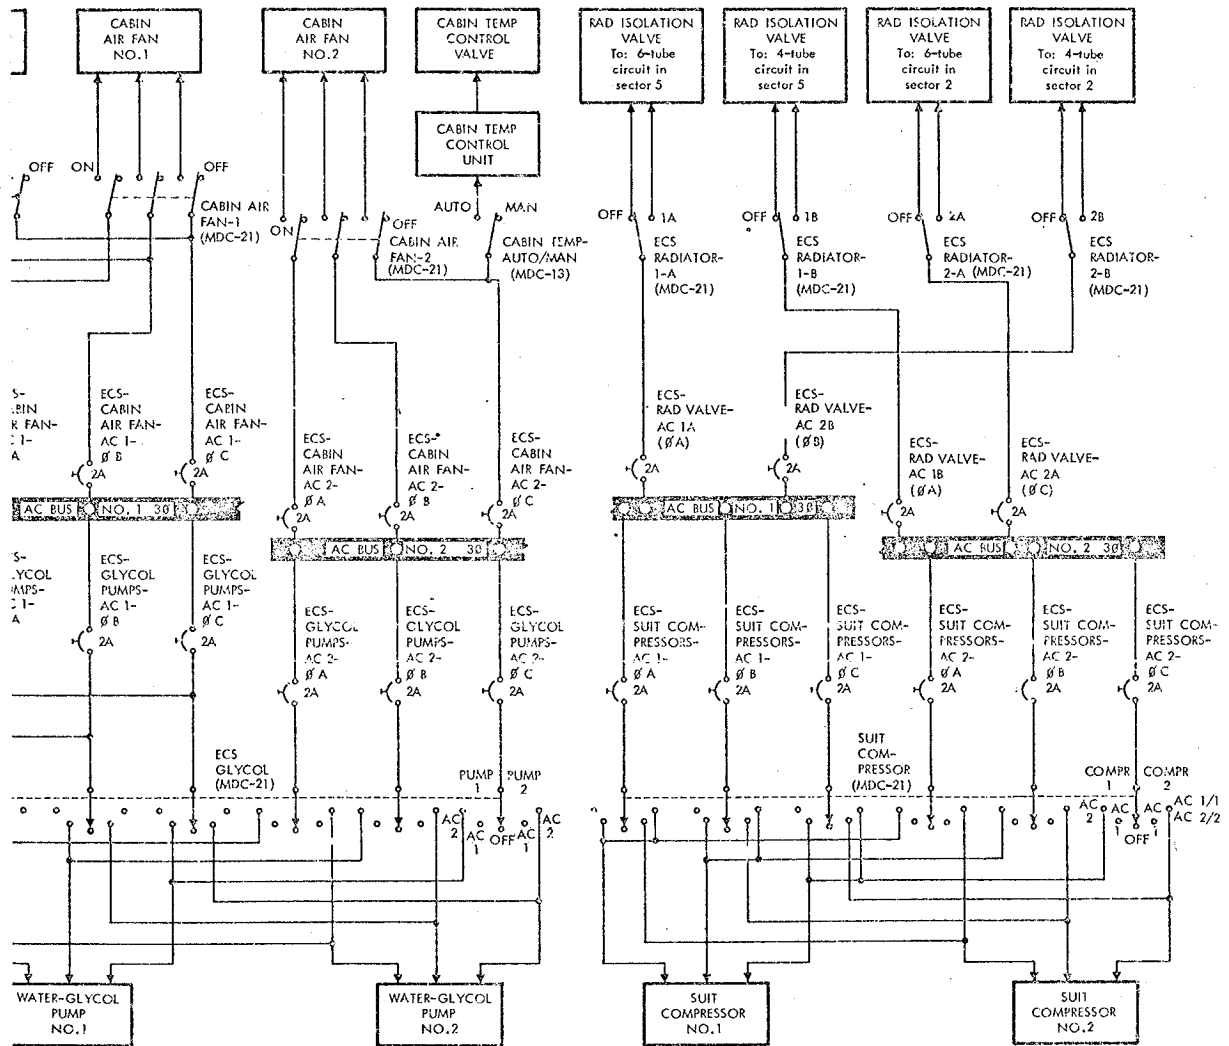 CABIN
AIR FAN
NO.1
CABIN
AIR FAN
NO.2
CABIN TEMP
CONTROL
VALVE
RAD ISOLATION
VALVE
To: 6-tube
circuit in
sector 5
RAD ISOLATION
VALVE
To: 4-tube
circuit in
sector 5
RAD ISOLATION
VALVE
To: 6-tube
circuit in
sector 2
RAD ISOLATION
VALVE
To: 4-tube
circuit in
sector 2
CABIN TEMP
CONTROL
UNIT
OFF
ON
OFF
CABIN AIR
FAN-1
(MDC-21)
ON
OFF
CABIN AIR
FAN-2
(MDC-21)
AUTO
MAN
CABIN TEMP-
AUTO/MAN
(MDC-13)
OFF
1A
ECS
RADIATOR-
1-A
(MDC-21)
OFF
1B
ECS
RADIATOR-
1-B
(MDC-21)
OFF
2A
ECS
RADIATOR-
2-A (MDC-21)
OFF
2B
ECS
RADIATOR-
2-B
(MDC-21)
S-
ABIN
R FAN-
C 1-
A
ECS-
CABIN
AIR FAN-
AC 1-
Ø B
2A
ECS-
CABIN
AIR FAN-
AC 1-
Ø C
2A
ECS-
CABIN
AIR FAN-
AC 2-
Ø A
2A
ECS-
CABIN
AIR FAN-
AC 2-
Ø B
2A
ECS-
CABIN
AIR FAN-
AC 2-
Ø C
2A
ECS-
RAD VALVE-
AC 1A
(ØA)
2A
ECS-
RAD VALVE-
AC 2B
(ØB)
2A
ECS-
RAD VALVE-
AC 1B
(ØA)
2A
ECS-
RAD VALVE-
AC 2A
(ØC)
2A
AC BUS NO. 1 3Ø
AC BUS NO. 2 3Ø
AC BUS NO. 1 3Ø
AC BUS NO. 2 3Ø
S-
LYCOL
MPS-
C 1-
A
ECS-
GLYCOL
PUMPS-
AC 1-
Ø B
2A
ECS-
GLYCOL
PUMPS-
AC 1-
Ø C
2A
ECS-
GLYCOL
PUMPS-
AC 2-
Ø A
2A
ECS-
GLYCOL
PUMPS-
AC 2-
Ø B
2A
ECS-
GLYCOL
PUMPS-
AC 2-
Ø C
2A
ECS-
SUIT COM-
PRESSORS-
AC 1-
Ø A
2A
ECS-
SUIT COM-
PRESSORS-
AC 1-
Ø B
2A
ECS-
SUIT COM-
PRESSORS-
AC 1-
Ø C
2A
ECS-
SUIT COM-
PRESSORS-
AC 2-
Ø A
2A
ECS-
SUIT COM-
PRESSORS-
AC 2-
Ø B
2A
ECS-
SUIT COM-
PRESSORS-
AC 2-
Ø C
2A
ECS
GLYCOL
(MDC-21)
PUMP
1
PUMP
2
SUIT
COM-
PRESSOR
(MDC-21)
COMPR
1
COMPR
2
AC
2
AC
1
OFF
AC
1
AC
2
AC
2
AC
1
OFF
AC
1
AC 1/1
AC 2/2
WATER-GLYCOL
PUMP
NO.1
WATER-GLYCOL
PUMP
NO.2
SUIT
COMPRESSOR
NO.1
SUIT
COMPRESSOR
NO.2